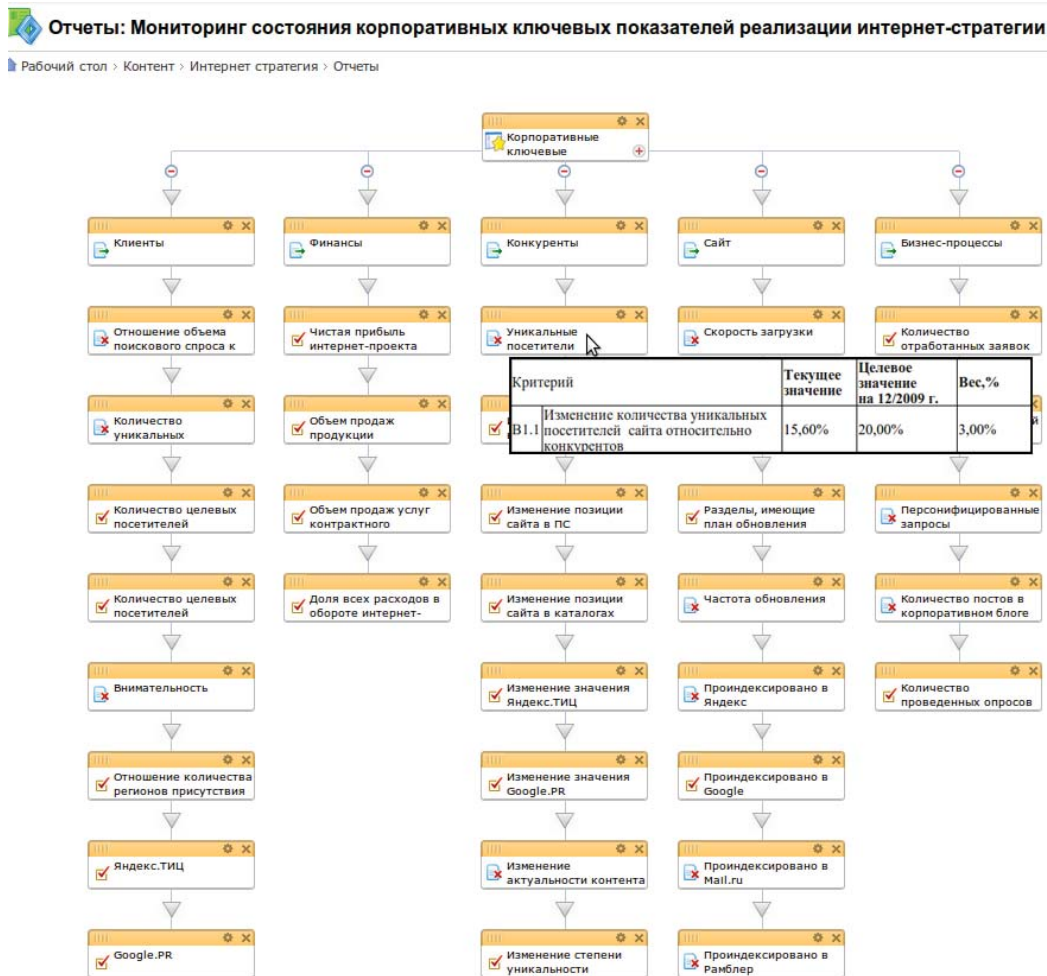 Отчеты: Мониторинг состояния корпоративных ключевых показателей реализации интернет-стратегии
Рабочий стол › Контент › Интернет стратегия › Отчеты
Корпоративные
ключевые
Клиенты
Финансы
Конкуренты
Сайт
Бизнес-процессы
Отношение объема
поискового спроса к
Чистая прибыль
интернет-проекта
Уникальные
посетители
Скорость загрузки
Количество
отработанных заявок
Критерий
Текущее
значение
Целевое
значение
на 12/2009 г.
Вес,%
В1.1
Изменение количества уникальных
посетителей сайта относительно
конкурентов
15,60%
20,00%
3,00%
Количество
уникальных
Объем продаж
продукции
Количество целевых
посетителей
Объем продаж услуг
контрактного
Изменение позиции
сайта в ПС
Разделы, имеющие
план обновления
Персонифицированные
запросы
Количество целевых
посетителей
Доля всех расходов в
обороте интернет-
Изменение позиции
сайта в каталогах
Частота обновления
Количество постов в
корпоративном блоге
Внимательность
Изменение значения
Яндекс.ТИЦ
Проиндексировано в
Яндекс
Количество
проведенных опросов
Отношение количества
регионов присутствия
Изменение значения
Google.PR
Проиндексировано в
Google
Яндекс.ТИЦ
Изменение
актуальности контента
Проиндексировано в
Mail.ru
Google.PR
Изменение степени
уникальности
Проиндексировано в
Рамблер